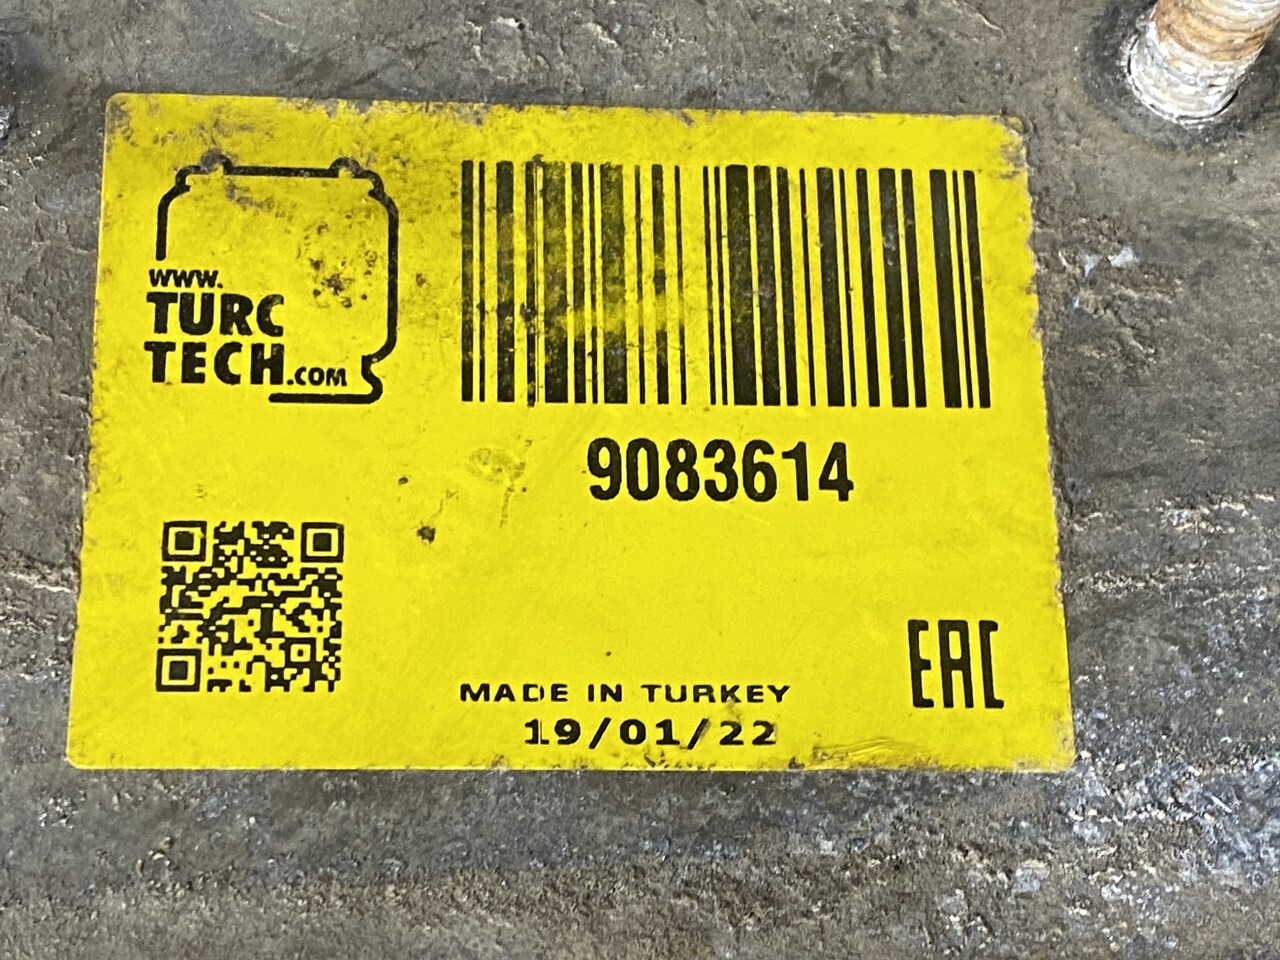 www.
TURC
TECH.COM
9083614
MADE IN TURKEY
19/01/22
EAC